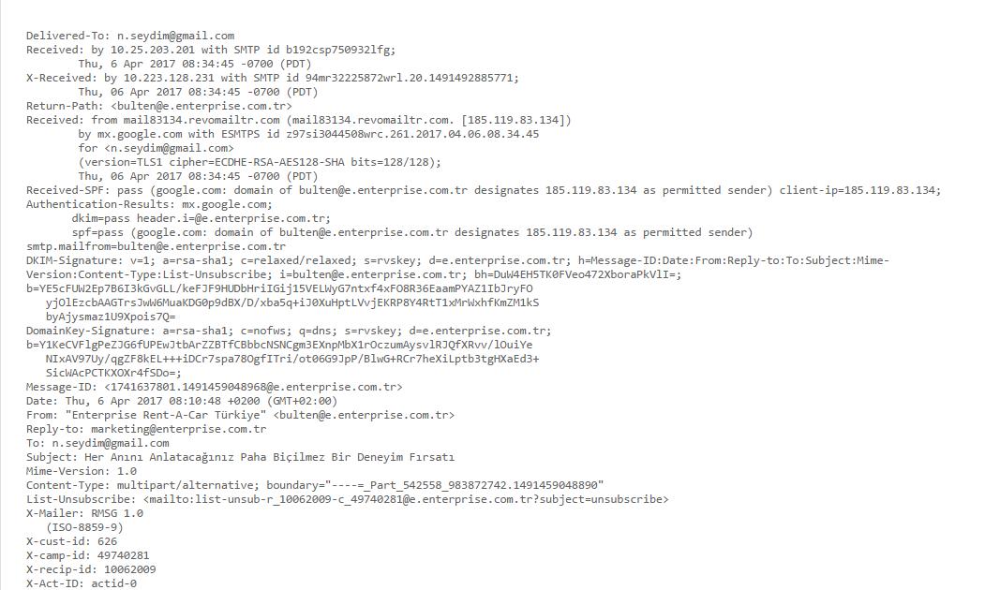 Delivered-To: n.seydim@gmail.com
Received: by 10.25.203.201 with SMTP id b192csp750932lfg;
Thu, 6 Apr 2017 08:34:45 -0700 (PDT)
X-Received: by 10.223.128.231 with SMTP id 94mr32225872wrl.20.1491492885771;
Thu, 06 Apr 2017 08:34:45 -0700 (PDT)
Return-Path: <bulten@e.enterprise.com.tr>
Received: from mail83134.revomailtr.com (mail83134.revomailtr.com. [185.119.83.134])
by mx.google.com with ESMTPS id z97si3044508wrc.261.2017.04.06.08.34.45
for <n.seydim@gmail.com>
(version=TLS1 cipher=ECDHE-RSA-AES128-SHA bits=128/128);
Thu, 06 Apr 2017 08:34:45 -0700 (PDT)
Received-SPF: pass (google.com: domain of bulten@e.enterprise.com.tr designates 185.119.83.134 as permitted sender) client-ip=185.119.83.134;
Authentication-Results: mx.google.com;
dkim=pass header.i=@e.enterprise.com.tr;
spf=pass (google.com: domain of bulten@e.enterprise.com.tr designates 185.119.83.134 as permitted sender)
smtp.mailfrom=bulten@e.enterprise.com.tr
DKIM-Signature: v=1; a=rsa-sha1; c=relaxed/relaxed; s=rvskey; d=e.enterprise.com.tr; h=Message-ID:Date:From:Reply-to:To:Subject:Mime-
Version:Content-Type:List-Unsubscribe; i=bulten@e.enterprise.com.tr; bh=DuW4EH5TK0FVeo472XboraPkVlI=;
b=YE5cFUW2Ep7B6I3kGvGLL/keFJF9HUDbHriIGij15VELWyG7ntxf4xFO8R36EaamPYAZ1IbJryFO
yjOlEzcbAAGTrsJwW6MuaKDG0p9dBX/D/xba5q+iJ0XuHptLVvjEKRP8Y4RtT1xMrWxhfKmZM1kS
byAjysmaz1U9Xpois7Q=
DomainKey-Signature: a=rsa-sha1; c=nofws; q=dns; s=rvskey; d=e.enterprise.com.tr;
b=Y1KeCVFlgPeZJG6fUPEwJtbArZZBTfCBbbcNSNCgm3EXnpMbX1rOczumAysvlRJQfXRvv/lOuiYe
NIxAV97Uy/qgZF8kEL+++iDCr7spa78OgfITri/ot06G9JpP/BlwG+RCr7heXiLptb3tgHXaEd3+
SicWAcPCTKXOXr4fSDo=;
Message-ID: <1741637801.1491459048968@e.enterprise.com.tr>
Date: Thu, 6 Apr 2017 08:10:48 +0200 (GMT+02:00)
From: "Enterprise Rent-A-Car Türkiye" <bulten@e.enterprise.com.tr>
Reply-to: marketing@enterprise.com.tr
To: n.seydim@gmail.com
Subject: Her Anını Anlatacağınız Paha Biçilmez Bir Deneyim Fırsatı
Mime-Version: 1.0
Content-Type: multipart/alternative; boundary="----=_Part_542558_983872742.1491459048890"
List-Unsubscribe: <mailto:list-unsub-r_10062009-c_49740281@e.enterprise.com.tr?subject=unsubscribe>
X-Mailer: RMSG 1.0
(ISO-8859-9)
X-cust-id: 626
X-camp-id: 49740281
X-recip-id: 10062009
X-Act-ID: actid-0